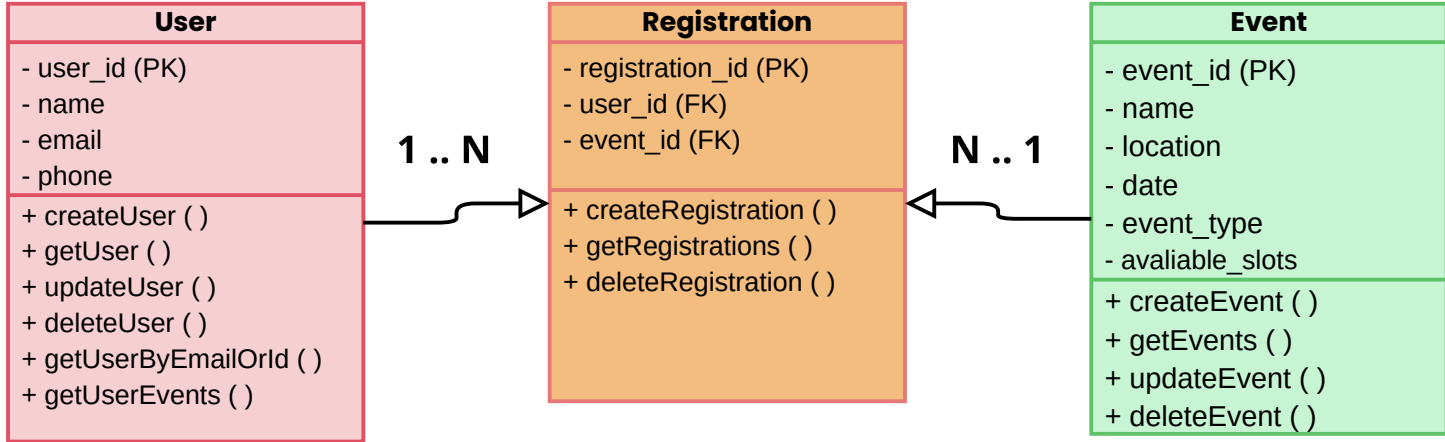 User
- user_id (PK)
- name
- email
- phone
+ createUser ( )
+ getUser ( )
+ updateUser ( )
+ deleteUser ( )
+ getUserByEmailOrId ( )
+ getUserEvents ( )
1 .. N
Registration
- registration_id (PK)
- user_id (FK)
- event_id (FK)
+ createRegistration ( )
+ getRegistrations ( )
+ deleteRegistration ( )
N .. 1
Event
- event_id (PK)
- name
- location
- date
- event_type
- avaliable_slots
+ createEvent ( )
+ getEvents ( )
+ updateEvent ( )
+ deleteEvent ( )